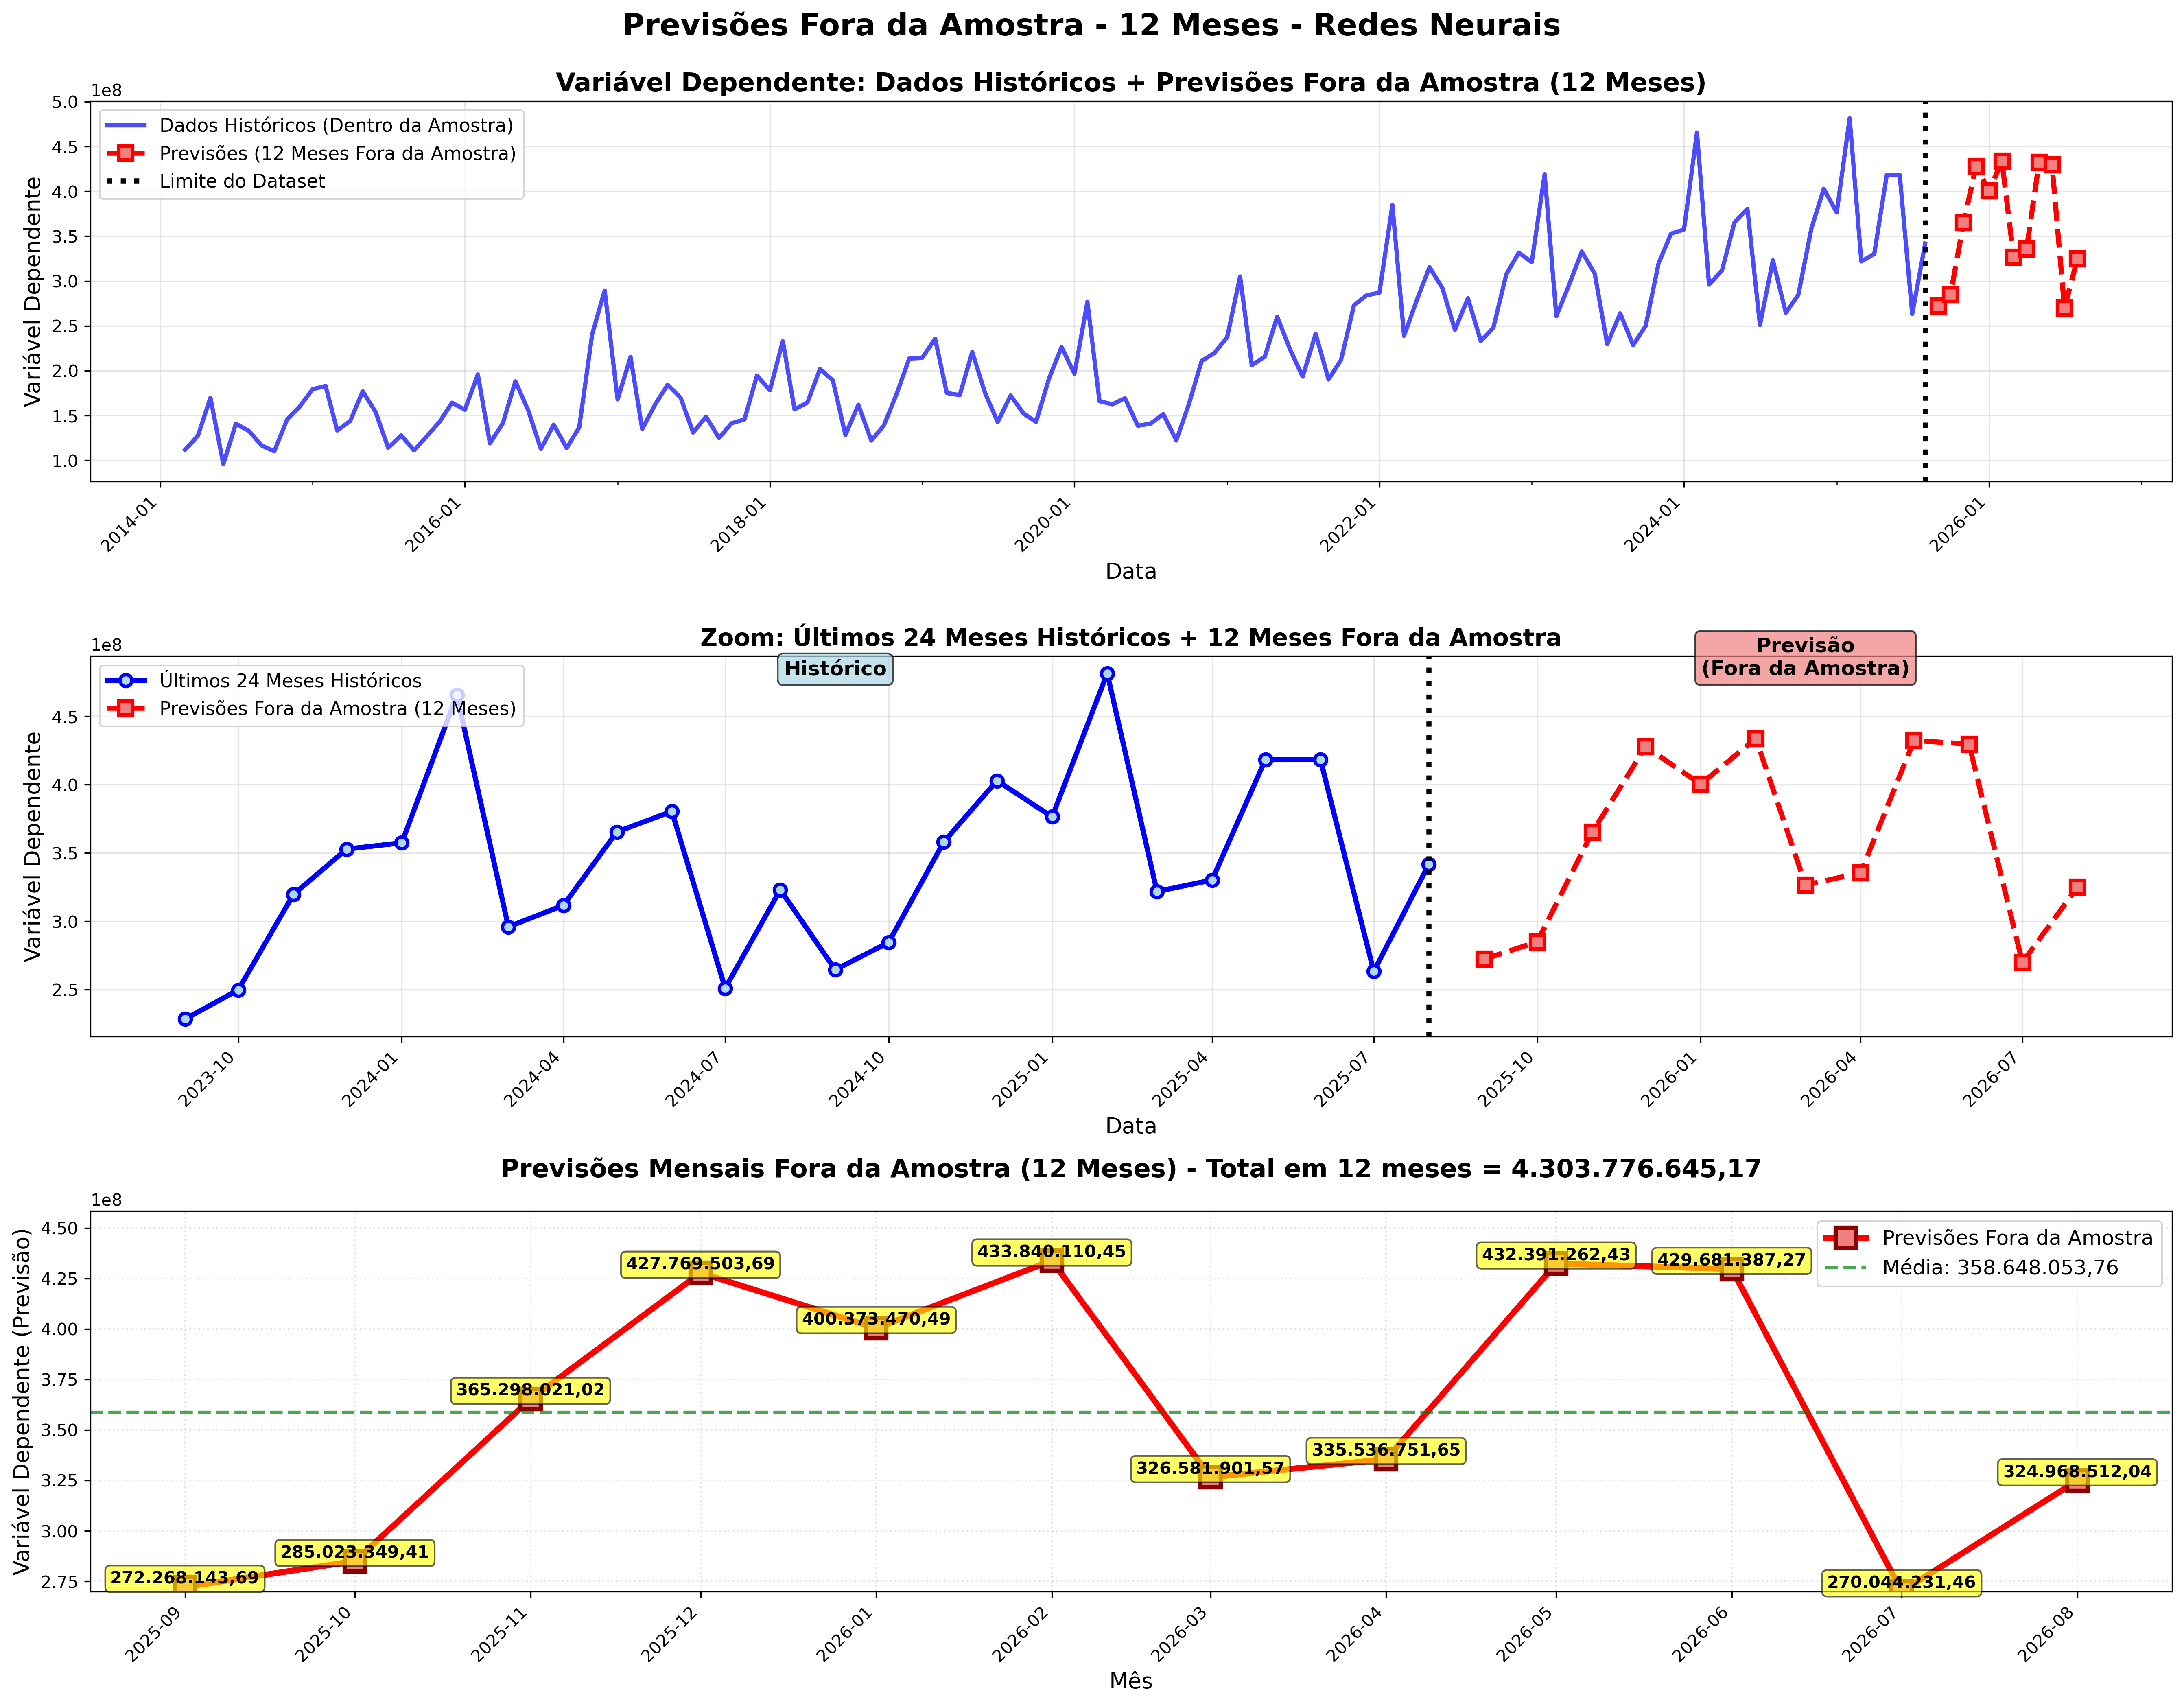 Previsões Fora da Amostra - 12 Meses - Redes Neurais
Variável Dependente: Dados Históricos + Previsões Fora da Amostra (12 Meses)
1e8
Dados Históricos (Dentro da Amostra)
Previsões (12 Meses Fora da Amostra)
Limite do Dataset
Variável Dependente
5.0
4.5
4.0
3.5
3.0
2.5
2.0
1.5
1.0
2014-01
2016-01
2018-01
2020-01
2022-01
2024-01
2026-01
Data
Zoom: Últimos 24 Meses Históricos + 12 Meses Fora da Amostra
1e8
Últimos 24 Meses Históricos
Previsões Fora da Amostra (12 Meses)
Histórico
Previsão
(Fora da Amostra)
Variável Dependente
4.5
4.0
3.5
3.0
2.5
2023-10
2024-01
2024-04
2024-07
2024-10
2025-01
2025-04
2025-07
2025-10
2026-01
2026-04
2026-07
Data
Previsões Mensais Fora da Amostra (12 Meses) - Total em 12 meses = 4.303.776.645,17
1e8
Previsões Fora da Amostra
Média: 358.648.053,76
Variável Dependente (Previsão)
4.50
4.25
4.00
3.75
3.50
3.25
3.00
2.75
272.268.143,69
285.023.349,41
365.298.021,02
427.769.503,69
400.373.470,49
433.840.110,45
326.581.901,57
335.536.751,65
432.391.262,43
429.681.387,27
270.044.231,46
324.968.512,04
2025-09
2025-10
2025-11
2025-12
2026-01
2026-02
2026-03
2026-04
2026-05
2026-06
2026-07
2026-08
Mês